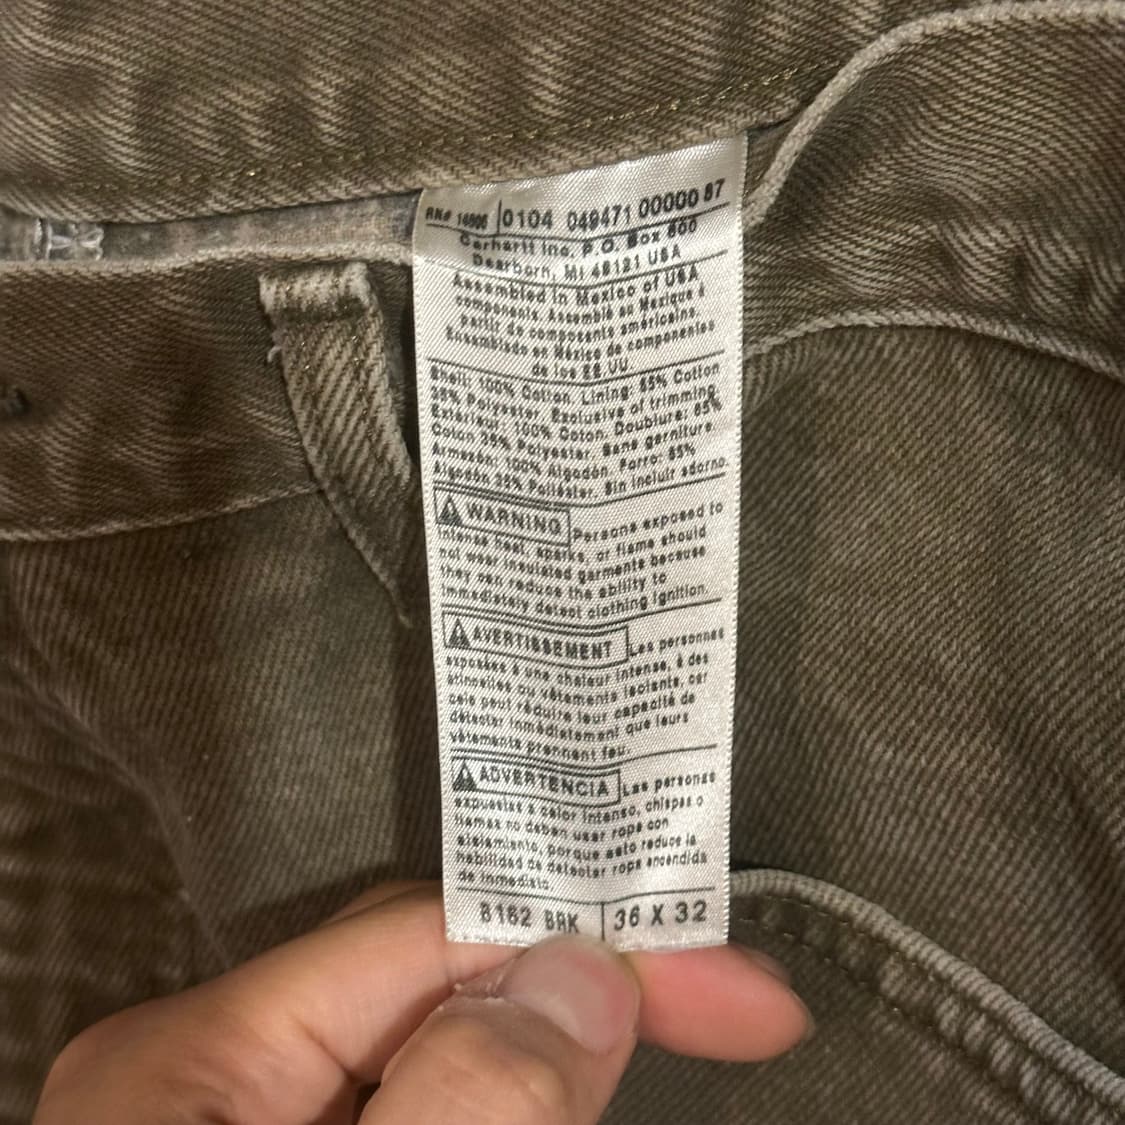 RN# 14806 0104 049471 00000 87
Carhartt Inc. P.O. Box 600
Dearborn, MI 48121 USA
Assembled in Mexico of USA
components. Assemblé au Mexique à
partir de composants américains.
Ensamblado en México de componentes
de los EE.UU.
Shell: 100% Cotton. Lining: 65% Cotton
35% Polyester. Exclusive of trimming.
Extérieur: 100% Coton. Doublure: 65%
Coton 35% Polyester. Sans garniture.
Armazón: 100% Algodón. Forro: 65%
Algodón 35% Poliéster. Sin incluir adorno.
WARNING Persons exposed to
intense heat, sparks, or flame should
not wear insulated garments because
they can reduce the ability to
immediately detect clothing ignition.
AVERTISSEMENT Les personnes
exposées à une chaleur intense, à des
étincelles ou vêtements isolants, car
cela peut réduire leur capacité de
détecter immédiatement que leurs
vêtements prennent feu.
ADVERTENCIA Las personas
expuestas a calor intenso, chispas o
llamas no deben usar ropa con
aislamiento, porque esto reduce la
habilidad de detectar ropa encendida
de inmediato.
B162 BRK 36 X 32